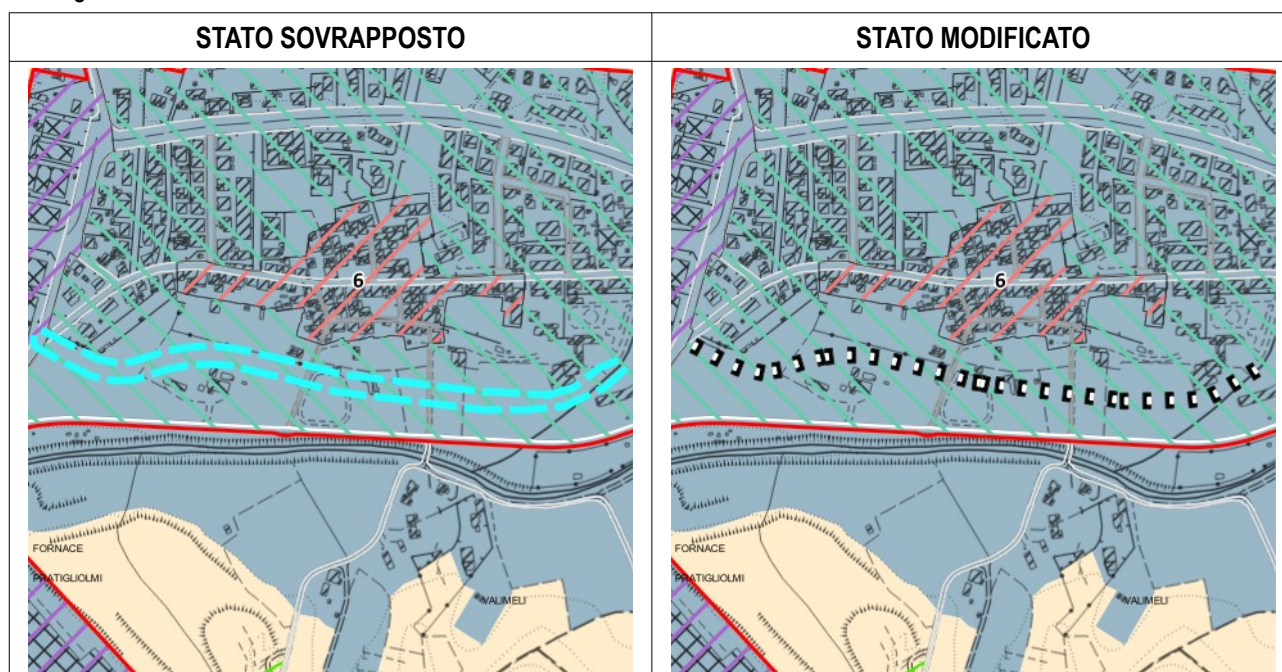 STATO SOVRAPPOSTO
STATO MODIFICATO
6
6
FORNACE
PRATIGLIOLMI
VALIMELI
FORNACE
PRATIGLIOLMI
VALIMELI